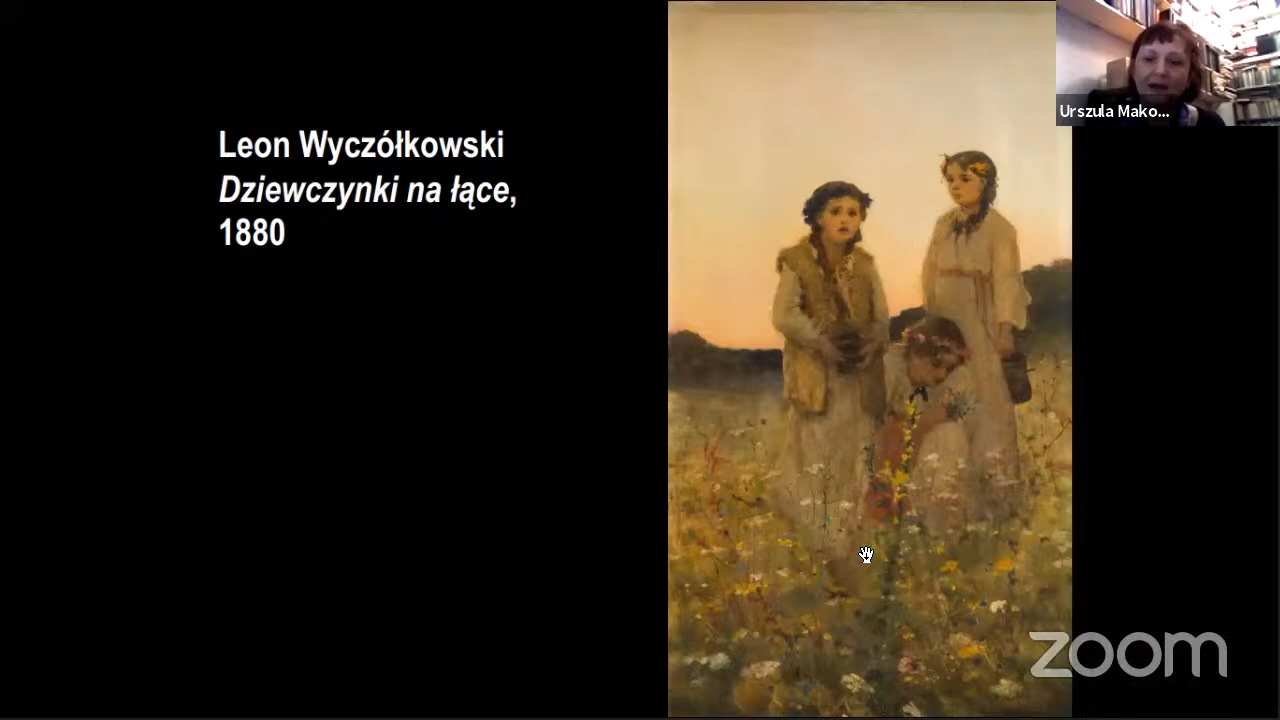 Leon Wyczółkowski
Dziewczynki na łące,
1880
Urszula Mako...
zoom